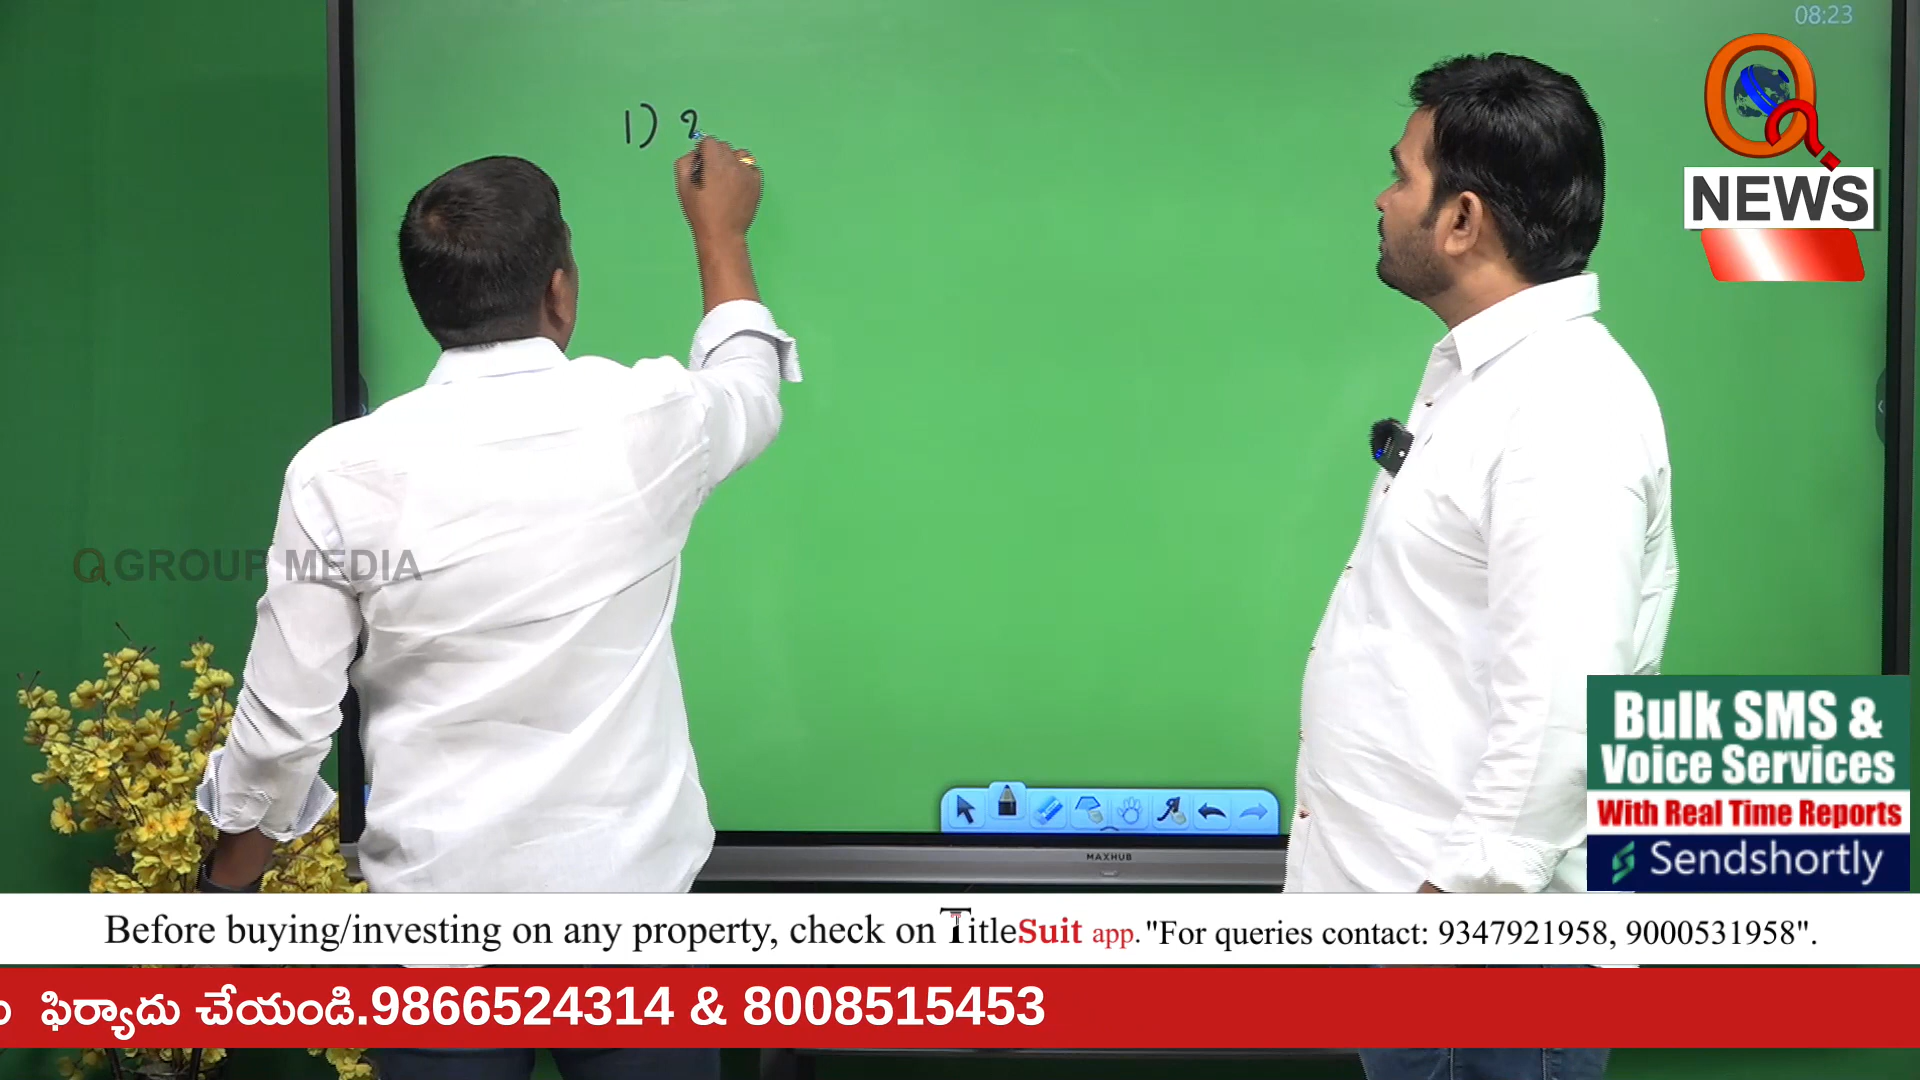 08:23
1) 2
Q
NEWS
Q GROUP MEDIA
Bulk SMS &
Voice Services
With Real Time Reports
Sendshortly
MAXHUB
Before buying/investing on any property, check on TitleSuit app. "For queries contact: 9347921958, 9000531958".
ఫిర్యాదు చేయండి.9866524314 & 8008515453